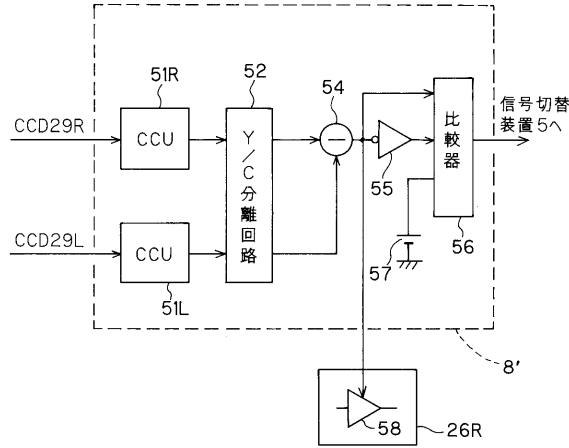 51R
52
54
信号切替
装置5へ
CCD29R
CCU
Y/C分離回路
−
比較器
55
CCD29L
CCU
57
56
51L
8'
58
26R